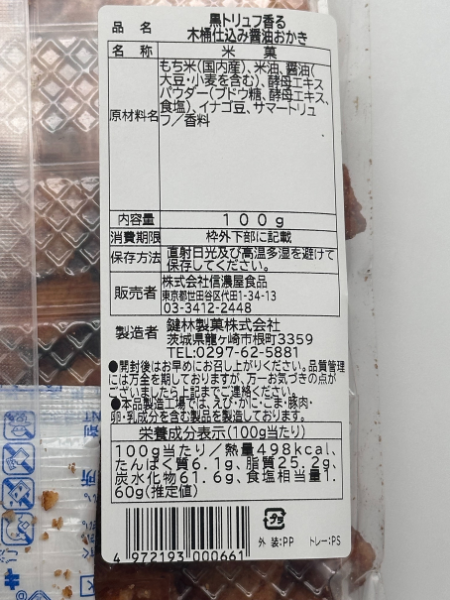 品 名 黒トリュフ香る
木桶仕込み醤油おかき
名 称 米 菓
原材料名 もち米(国内産)、米油、醤油(
大豆・小麦を含む)、酵母エキス
パウダー(ブドウ糖、酵母エキス、
食塩)、イナゴ豆、サマートリュ
フ/香料
内容量 100g
消費期限 枠外下部に記載
保存方法 直射日光及び高温多湿を避けて
保存してください。
販売者 株式会社信濃屋食品
東京都世田谷区代田1-34-13
03-3412-2448
製造者 鍵林製菓株式会社
茨城県龍ヶ崎市根町3359
TEL:0297-62-5881
●開封後はお早めにお召し上がりください。品質管理
には万全を期しておりますが、万一お気づきの点が
ございましたら上記までご連絡ください。
●本品製造工場では、えび・かに・ごま・豚肉・
卵・乳成分を含む製品を製造しております。
栄養成分表示(100g当たり)
100g当たり/熱量498kcal、
たんぱく質6.1g、脂質25.2g、
炭水化物61.6g、食塩相当量1.
60g(推定値)
プラ
外装:PP トレー:PS
4 972193 000661